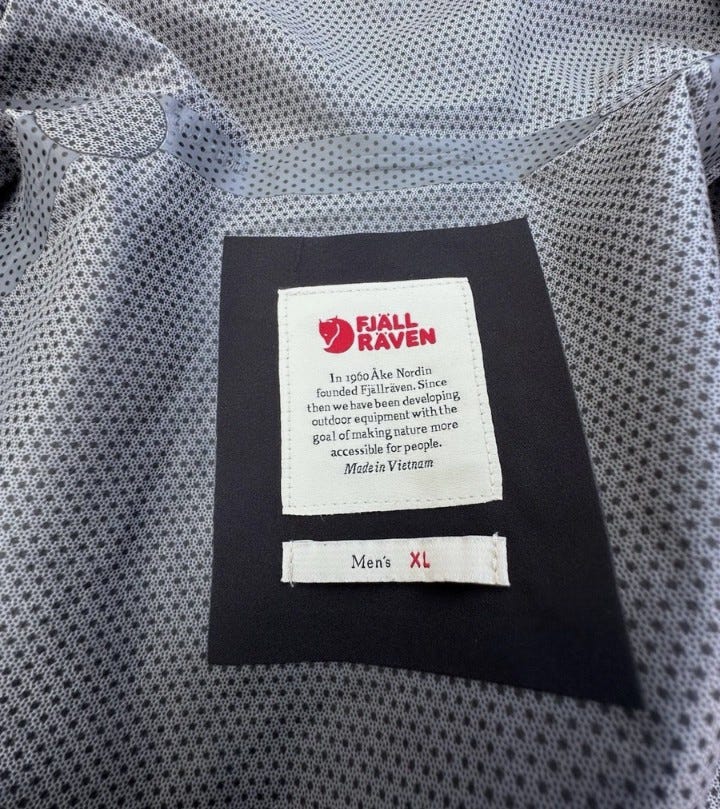 FJÄLL
RÄVEN
In 1960 Åke Nordin
founded Fjällräven. Since
then we have been developing
outdoor equipment with the
goal of making nature more
accessible for people.
Made in Vietnam
Men's XL